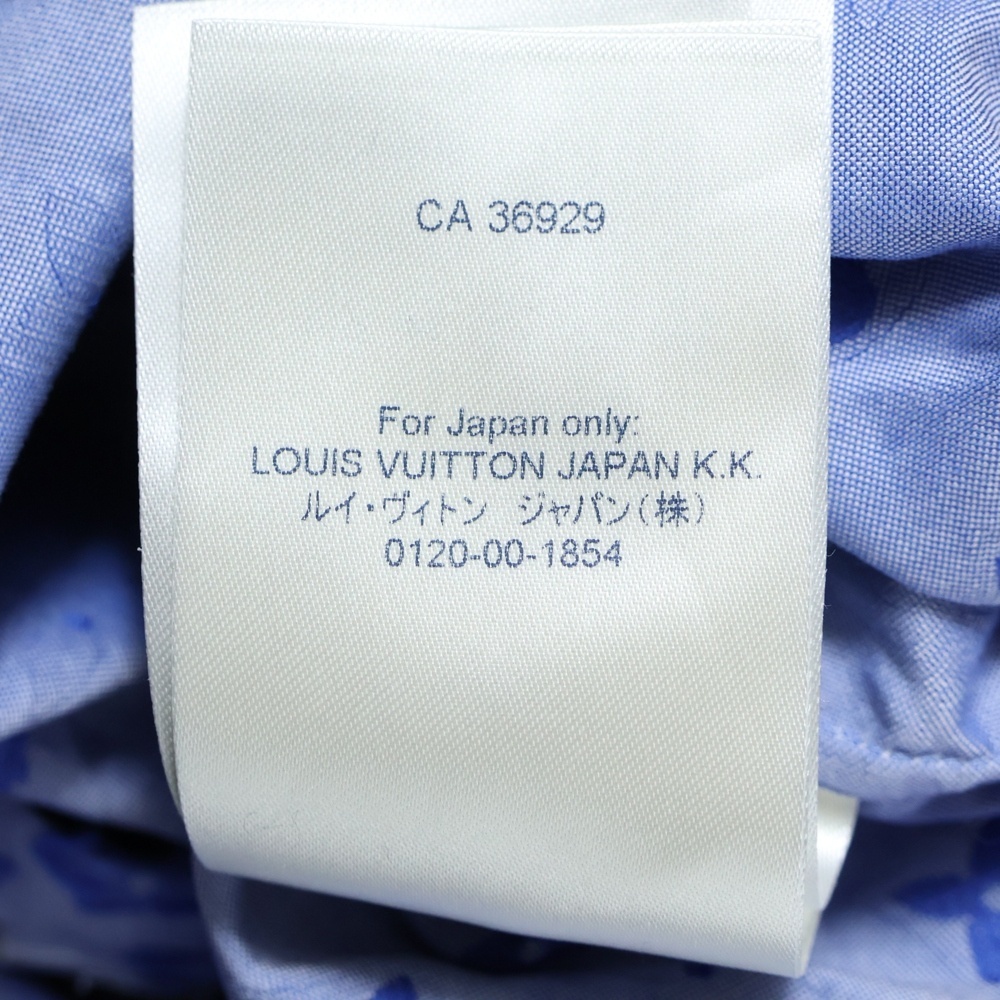 CA 36929
For Japan only:
LOUIS VUITTON JAPAN K.K.
ルイ・ヴィトン　ジャパン(株)
0120-00-1854